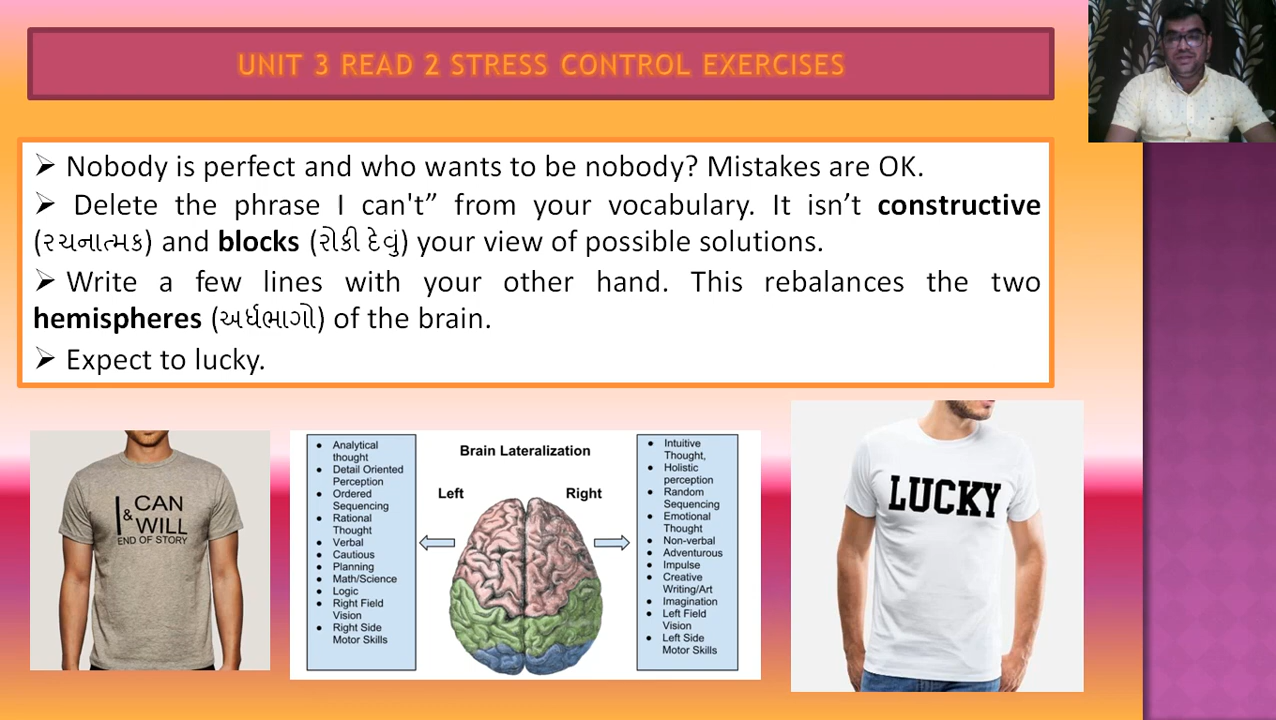 UNIT 3 READ 2 STRESS CONTROL EXERCISES
➢ Nobody is perfect and who wants to be nobody? Mistakes are OK.
➢ Delete the phrase I can't” from your vocabulary. It isn’t constructive
(રચનાત્મક) and blocks (રોકી દેવું) your view of possible solutions.
➢ Write a few lines with your other hand. This rebalances the two
hemispheres (અર્ધભાગો) of the brain.
➢ Expect to lucky.
I CAN
& WILL
END OF STORY
• Analytical
thought
• Detail Oriented
Perception
• Ordered
Sequencing
• Rational
Thought
• Verbal
• Cautious
• Planning
• Math/Science
• Logic
• Right Field
Vision
• Right Side
Motor Skills
Brain Lateralization
Left
Right
• Intuitive
Thought,
• Holistic
perception
• Random
Sequencing
• Emotional
Thought
• Non-verbal
• Adventurous
• Impulse
• Creative
Writing/Art
• Imagination
• Left Field
Vision
• Left Side
Motor Skills
LUCKY